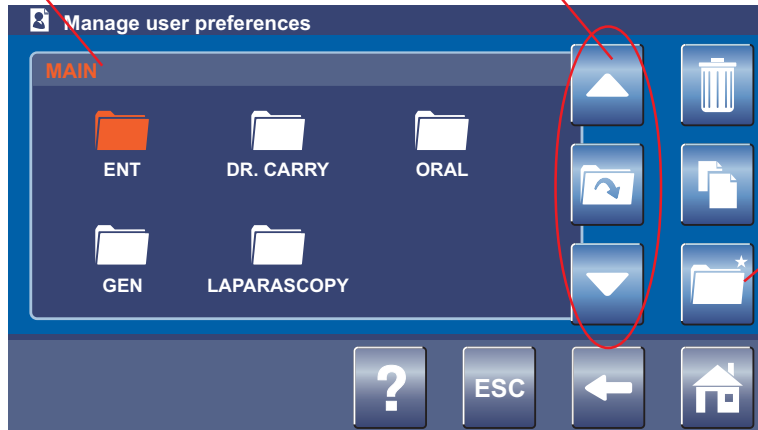 Manage user preferences
MAIN
ENT DR. CARRY ORAL
GEN LAPARASCOPY
? ESC